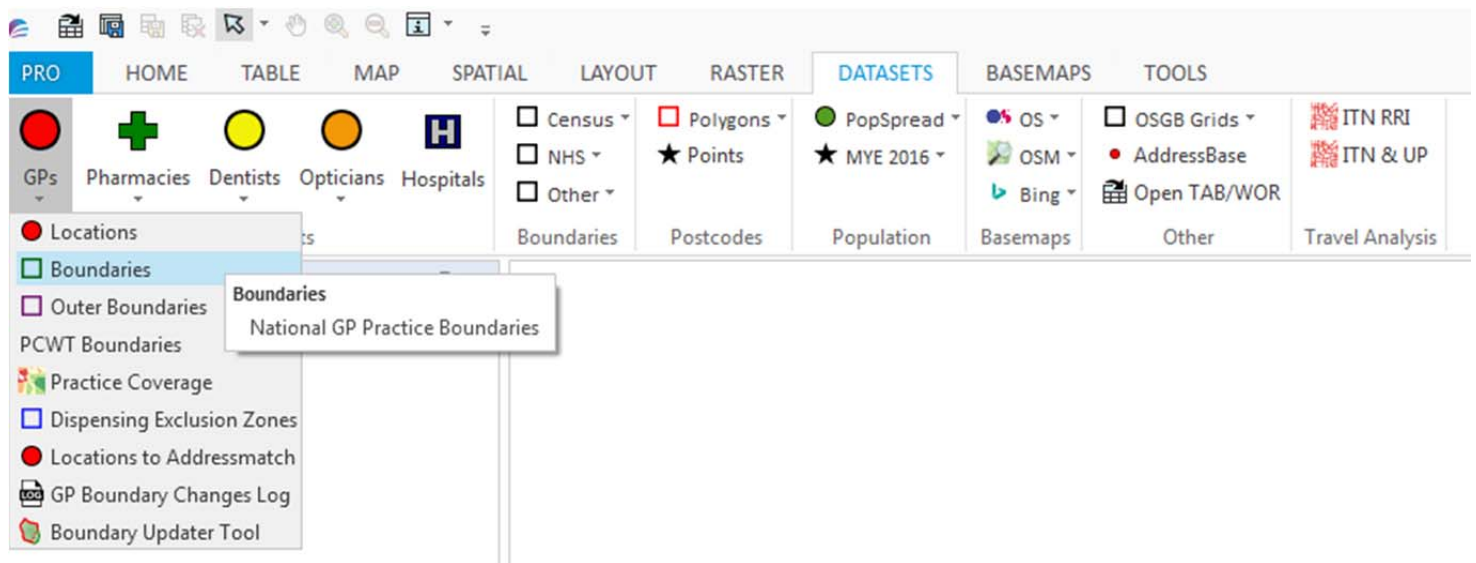 PRO HOME TABLE MAP SPATIAL LAYOUT RASTER DATASETS BASEMAPS TOOLS
GPs Pharmacies Dentists Opticians Hospitals
Census
NHS
Other
Boundaries
Polygons
Points
Postcodes
PopSpread
MYE 2016
Population
OS
OSM
Bing
Basemaps
OSGB Grids
AddressBase
Open TAB/WOR
Other
ITN RRI
ITN & UP
Travel Analysis
Locations
Boundaries
Outer Boundaries
PCWT Boundaries
Practice Coverage
Dispensing Exclusion Zones
Locations to Addressmatch
LOG GP Boundary Changes Log
Boundary Updater Tool
Boundaries
National GP Practice Boundaries